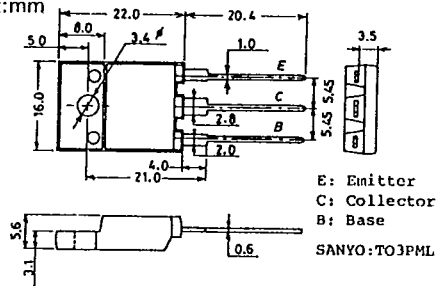 :mm
22.0
20.4
8.0
5.0
3.4 ø
1.0
3.5
E
16.0
C
5.45
2.8
B
5.45
2.0
4.0
21.0
E: Emitter
C: Collector
B: Base
5.6
0.6
3.1
SANYO:TO3PML